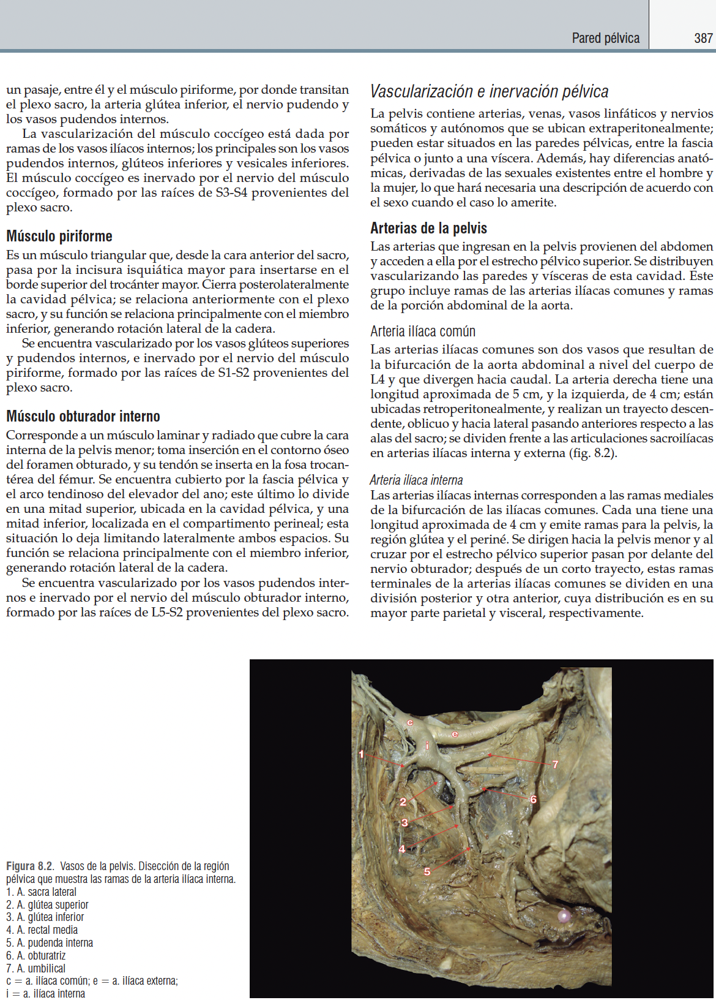 Pared pélvica
387
un pasaje, entre él y el músculo piriforme, por donde transitan
el plexo sacro, la arteria glútea inferior, el nervio pudendo y
los vasos pudendos internos.
La vascularización del músculo coccígeo está dada por
ramas de los vasos ilíacos internos; los principales son los vasos
pudendos internos, glúteos inferiores y vesicales inferiores.
El músculo coccígeo es inervado por el nervio del músculo
coccígeo, formado por las raíces de S3-S4 provenientes del
plexo sacro.
Músculo piriforme
Es un músculo triangular que, desde la cara anterior del sacro,
pasa por la incisura isquiática mayor para insertarse en el
borde superior del trocánter mayor. Cierra posterolateralmente
la cavidad pélvica; se relaciona anteriormente con el plexo
sacro, y su función se relaciona principalmente con el miembro
inferior, generando rotación lateral de la cadera.
Se encuentra vascularizado por los vasos glúteos superiores
y pudendos internos, e inervado por el nervio del músculo
piriforme, formado por las raíces de S1-S2 provenientes del
plexo sacro.
Músculo obturador interno
Corresponde a un músculo laminar y radiado que cubre la cara
interna de la pelvis menor; toma inserción en el contorno óseo
del foramen obturado, y su tendón se inserta en la fosa trocan-
térea del fémur. Se encuentra cubierto por la fascia pélvica y
el arco tendinoso del elevador del ano; este último lo divide
en una mitad superior, ubicada en la cavidad pélvica, y una
mitad inferior, localizada en el compartimento perineal; esta
situación lo deja limitando lateralmente ambos espacios. Su
función se relaciona principalmente con el miembro inferior,
generando rotación lateral de la cadera.
Se encuentra vascularizado por los vasos pudendos inter-
nos e inervado por el nervio del músculo obturador interno,
formado por las raíces de L5-S2 provenientes del plexo sacro.
Vascularización e inervación pélvica
La pelvis contiene arterias, venas, vasos linfáticos y nervios
somáticos y autónomos que se ubican extraperitonealmente;
pueden estar situados en las paredes pélvicas, entre la fascia
pélvica o junto a una víscera. Además, hay diferencias anató-
micas, derivadas de las sexuales existentes entre el hombre y
la mujer, lo que hará necesaria una descripción de acuerdo con
el sexo cuando el caso lo amerite.
Arterias de la pelvis
Las arterias que ingresan en la pelvis provienen del abdomen
y acceden a ella por el estrecho pélvico superior. Se distribuyen
vascularizando las paredes y vísceras de esta cavidad. Este
grupo incluye ramas de las arterias ilíacas comunes y ramas
de la porción abdominal de la aorta.
Arteria ilíaca común
Las arterias ilíacas comunes son dos vasos que resultan de
la bifurcación de la aorta abdominal a nivel del cuerpo de
L4 y que divergen hacia caudal. La arteria derecha tiene una
longitud aproximada de 5 cm, y la izquierda, de 4 cm; están
ubicadas retroperitonealmente, y realizan un trayecto descen-
dente, oblicuo y hacia lateral pasando anteriores respecto a las
alas del sacro; se dividen frente a las articulaciones sacroilíacas
en arterias ilíacas interna y externa (fig. 8.2).
Arteria ilíaca interna
Las arterias ilíacas internas corresponden a las ramas mediales
de la bifurcación de las ilíacas comunes. Cada una tiene una
longitud aproximada de 4 cm y emite ramas para la pelvis, la
región glútea y el periné. Se dirigen hacia la pelvis menor y al
cruzar por el estrecho pélvico superior pasan por delante del
nervio obturador; después de un corto trayecto, estas ramas
terminales de la arterias ilíacas comunes se dividen en una
división posterior y otra anterior, cuya distribución es en su
mayor parte parietal y visceral, respectivamente.
c
e
i
1
7
2
6
3
4
5
Figura 8.2. Vasos de la pelvis. Disección de la región
pélvica que muestra las ramas de la arteria ilíaca interna.
1. A. sacra lateral
2. A. glútea superior
3. A. glútea inferior
4. A. rectal media
5. A. pudenda interna
6. A. obturatriz
7. A. umbilical
c = a. ilíaca común; e = a. ilíaca externa;
i = a. ilíaca interna